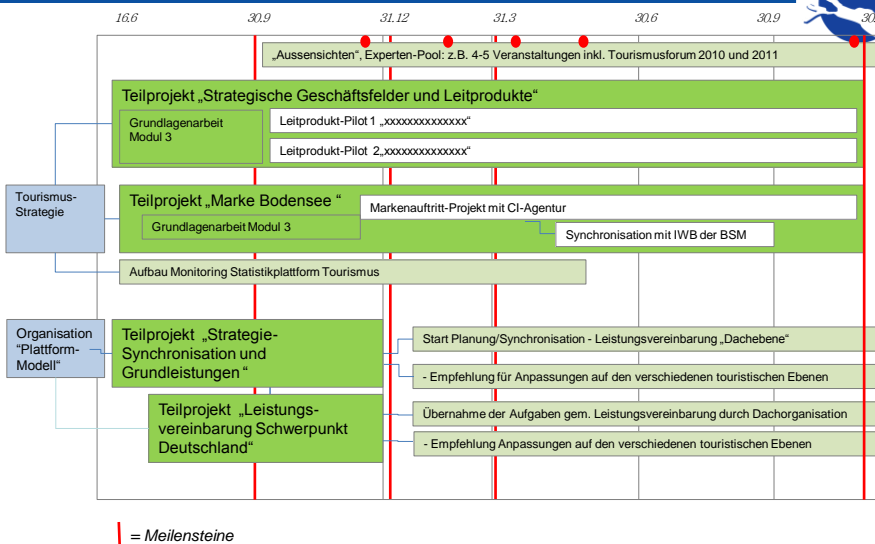 16.6 30.9 31.12 31.3 30.6 30.9 30.
„Aussensichten“, Experten-Pool: z.B. 4-5 Veranstaltungen inkl. Tourismusforum 2010 und 2011
Teilprojekt „Strategische Geschäftsfelder und Leitprodukte“
Grundlagenarbeit
Modul 3
Leitprodukt-Pilot 1 „xxxxxxxxxxxxxx“
Leitprodukt-Pilot 2„xxxxxxxxxxxxxx“
Tourismus-
Strategie
Teilprojekt „Marke Bodensee “
Markenauftritt-Projekt mit CI-Agentur
Grundlagenarbeit Modul 3
Synchronisation mit IWB der BSM
Aufbau Monitoring Statistikplattform Tourismus
Organisation
"Plattform-
Modell"
Teilprojekt „Strategie-
Synchronisation und
Grundleistungen “
Start Planung/Synchronisation - Leistungsvereinbarung „Dachebene“
- Empfehlung für Anpassungen auf den verschiedenen touristischen Ebenen
Teilprojekt „Leistungs-
vereinbarung Schwerpunkt
Deutschland“
Übernahme der Aufgaben gem. Leistungsvereinbarung durch Dachorganisation
- Empfehlung Anpassungen auf den verschiedenen touristischen Ebenen
= Meilensteine